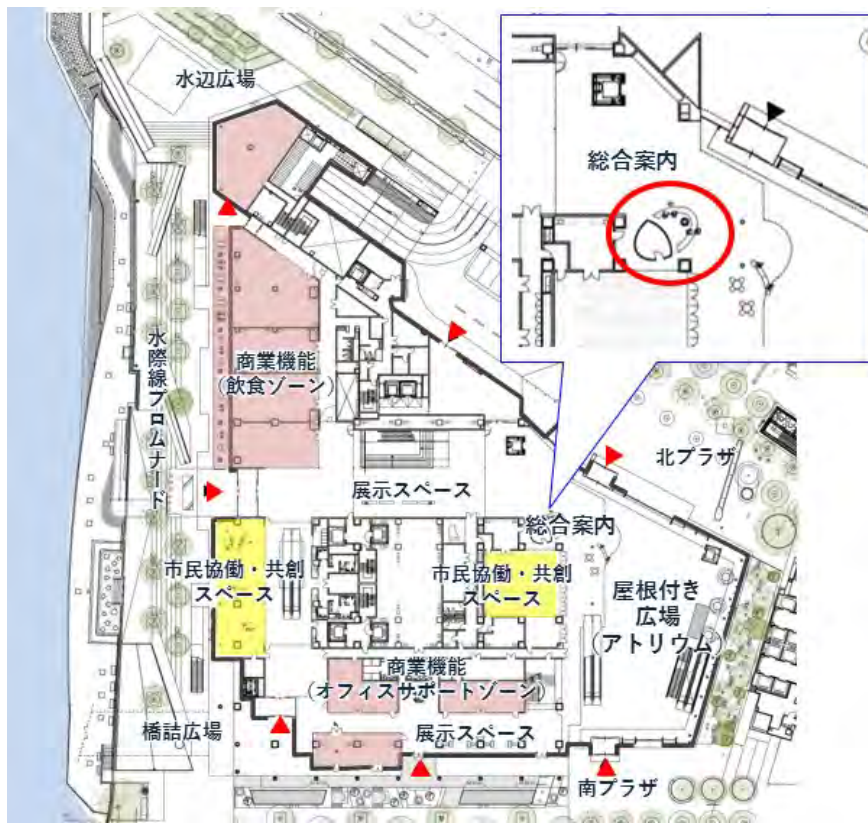 水辺広場
総合案内
水際線プロムナード
商業機能
(飲食ゾーン)
北プラザ
展示スペース
総合案内
市民協働・共創
スペース
市民協働・共創
スペース
屋根付き
広場
(アトリウム)
商業機能
(オフィスサポートゾーン)
橋詰広場
展示スペース
南プラザ